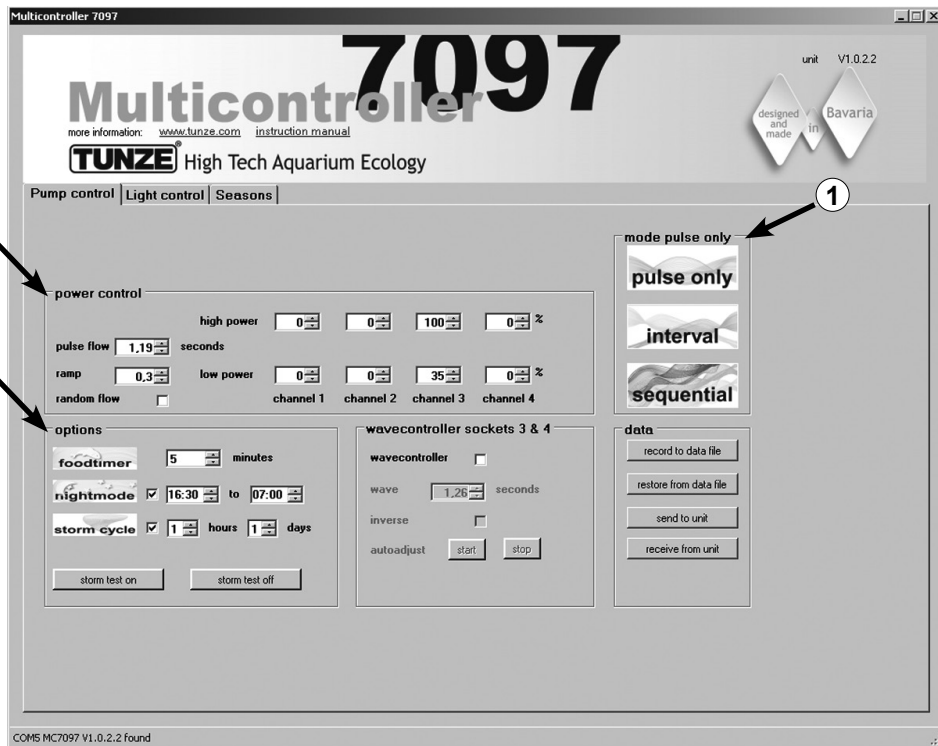 Multicontroller 7097
7097
unit V1.0.2.2
Multicontroller
more information: www.tunze.com instruction manual
designed and made in Bavaria
TUNZE® High Tech Aquarium Ecology
Pump control Light control Seasons
1
mode pulse only
pulse only
interval
sequential
power control
high power 0 0 100 0 %
pulse flow 1,19 seconds
ramp 0,3 low power 0 0 35 0 %
random flow channel 1 channel 2 channel 3 channel 4
options
foodtimer 5 minutes
nightmode 16:30 to 07:00
storm cycle 1 hours 1 days
storm test on storm test off
wavecontroller sockets 3 & 4
wavecontroller
wave 1,26 seconds
inverse
autoadjust start stop
data
record to data file
restore from data file
send to unit
receive from unit
COM5 MC7097 V1.0.2.2 found